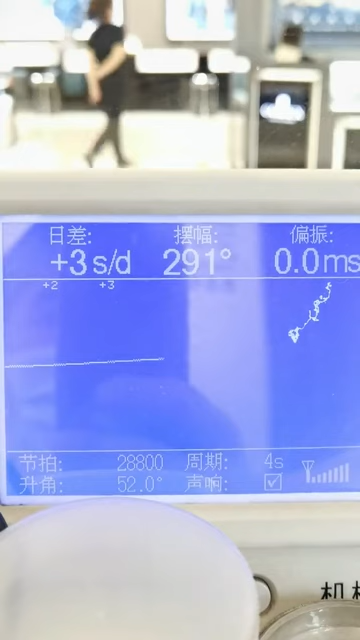 日差: 摆幅: 偏振:
+3 s/d 291° 0.0ms
+2 +3
节拍: 28800 周期: 4s
升角: 52.0° 声响: ☑
机